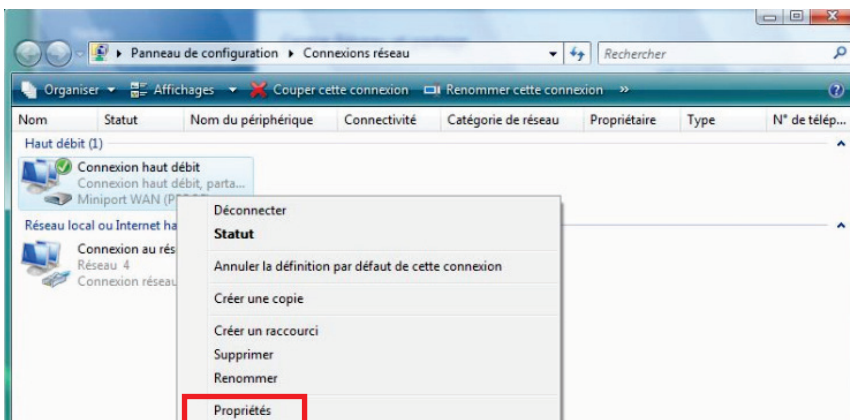 Panneau de configuration Connexions réseau Rechercher
Organiser Affichages Couper cette connexion Renommer cette connexion »
Nom Statut Nom du périphérique Connectivité Catégorie de réseau Propriétaire Type N° de télép...
Haut débit (1)
Connexion haut débit
Connexion haut débit, parta...
Miniport WAN
Déconnecter
Réseau local ou Internet
Statut
Connexion au
Réseau 4
Annuler la définition par défaut de cette connexion
Connexion
Créer une copie
Créer un raccourci
Supprimer
Renommer
Propriétés